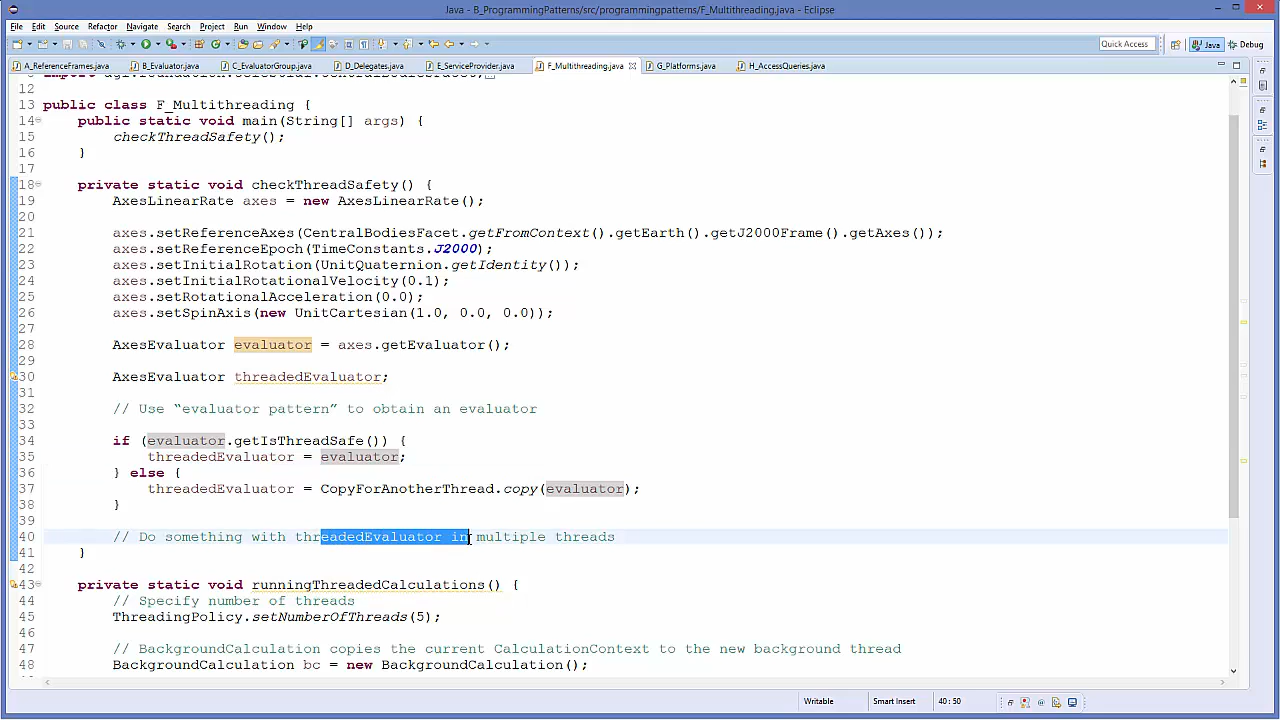 Java - B_ProgrammingPatterns/src/programmingpatterns/F_Multithreading.java - Eclipse
File Edit Source Refactor Navigate Search Project Run Window Help
Quick Access Java Debug
A_ReferenceFrames.java B_Evaluator.java C_EvaluatorGroup.java D_Delegates.java E_ServiceProvider.java F_Multithreading.java G_Platforms.java H_AccessQueries.java
12
13 public class F_Multithreading {
14 public static void main(String[] args) {
15 checkThreadSafety();
16 }
17
18 private static void checkThreadSafety() {
19 AxesLinearRate axes = new AxesLinearRate();
20
21 axes.setReferenceAxes(CentralBodiesFacet.getFromContext().getEarth().getJ2000Frame().getAxes());
22 axes.setReferenceEpoch(TimeConstants.J2000);
23 axes.setInitialRotation(UnitQuaternion.getIdentity());
24 axes.setInitialRotationalVelocity(0.1);
25 axes.setRotationalAcceleration(0.0);
26 axes.setSpinAxis(new UnitCartesian(1.0, 0.0, 0.0));
27
28 AxesEvaluator evaluator = axes.getEvaluator();
29
30 AxesEvaluator threadedEvaluator;
31
32 // Use “evaluator pattern” to obtain an evaluator
33
34 if (evaluator.getIsThreadSafe()) {
35 threadedEvaluator = evaluator;
36 } else {
37 threadedEvaluator = CopyForAnotherThread.copy(evaluator);
38 }
39
40 // Do something with threadedEvaluator in multiple threads
41 }
42
43 private static void runningThreadedCalculations() {
44 // Specify number of threads
45 ThreadingPolicy.setNumberOfThreads(5);
46
47 // BackgroundCalculation copies the current CalculationContext to the new background thread
48 BackgroundCalculation bc = new BackgroundCalculation();
Writable Smart Insert 40 : 50